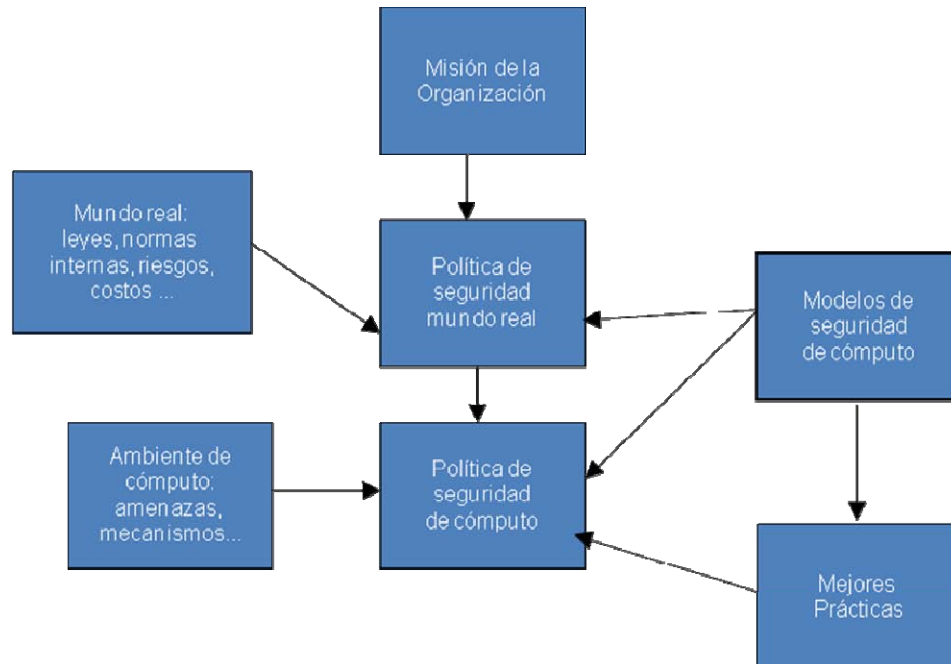 Misión de la
Organización
Mundo real:
leyes, normas
internas, riesgos,
costos ...
Política de
seguridad
mundo real
Modelos de
seguridad
de cómputo
Ambiente de
cómputo:
amenazas,
mecanismos...
Política de
seguridad
de cómputo
Mejores
Prácticas